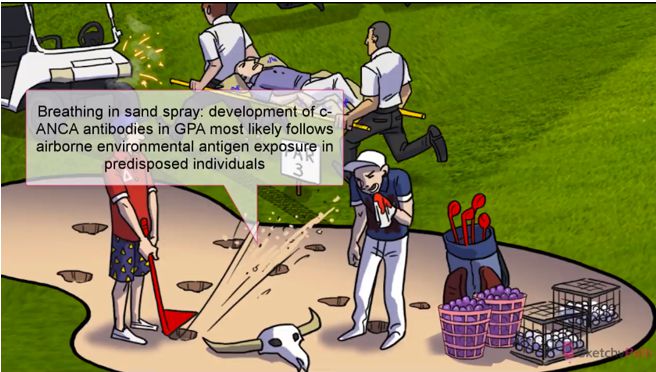 Breathing in sand spray: development of c-
ANCA antibodies in GPA most likely follows
airborne environmental antigen exposure in
predisposed individuals
PAR
3